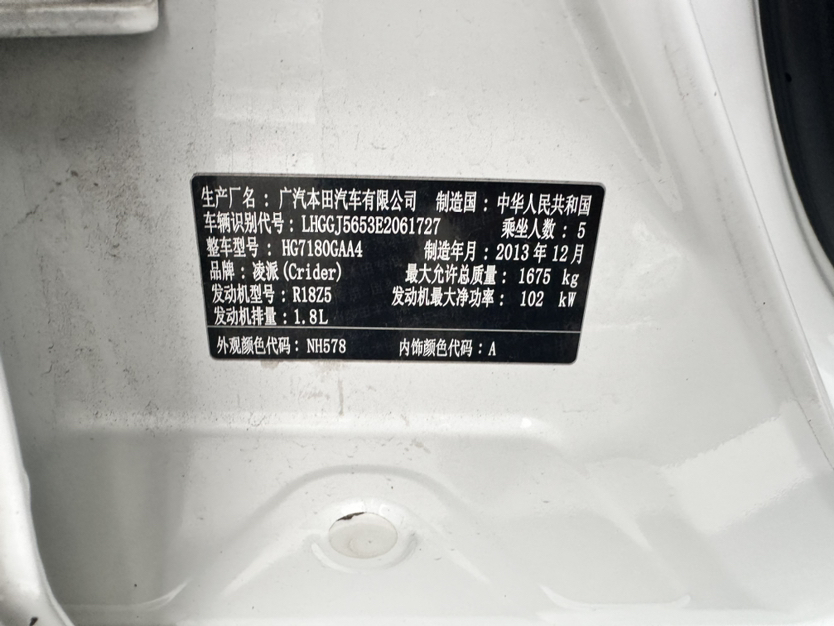 生产厂名：广汽本田汽车有限公司 制造国：中华人民共和国
车辆识别代号：LHGGJ5653E2061727 乘坐人数：5
整车型号：HG7180GAA4 制造年月：2013年12月
品牌：凌派(Crider) 最大允许总质量：1675 kg
发动机型号：R18Z5 发动机最大净功率：102 kW
发动机排量：1.8L
外观颜色代码：NH578 内饰颜色代码：A